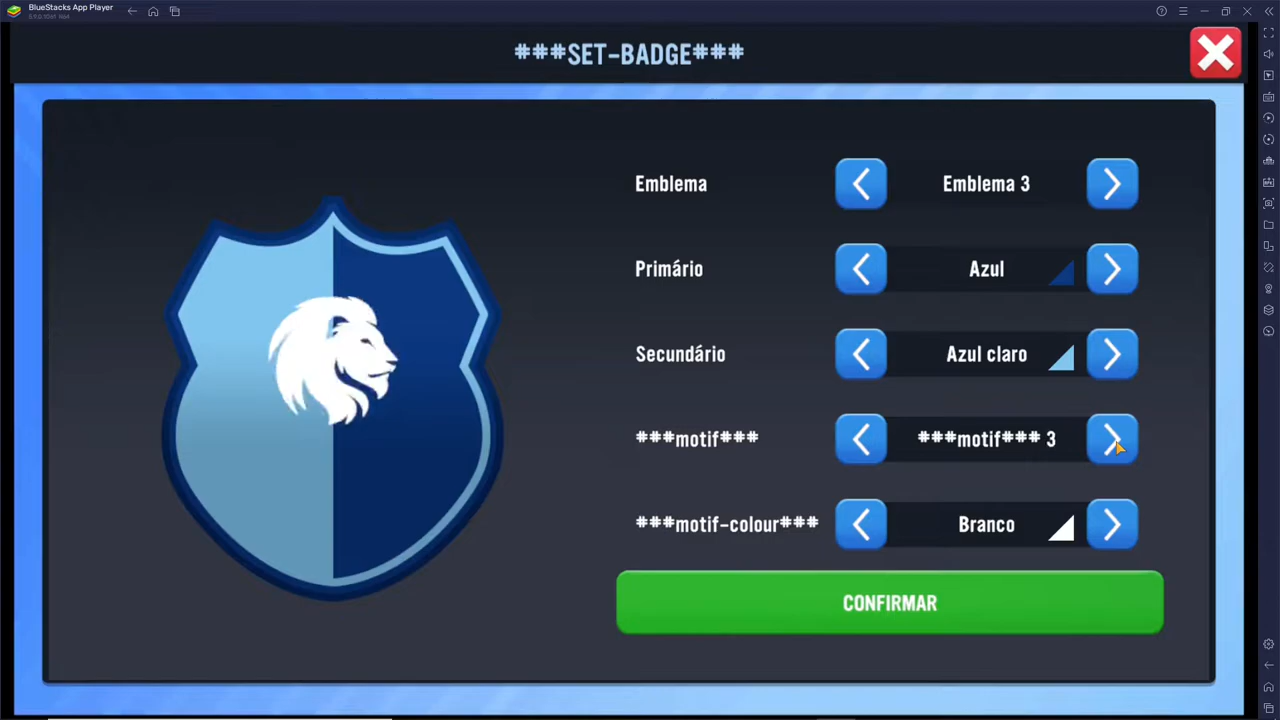 BlueStacks App Player
***SET-BADGE***
Emblema
Emblema 3
Primário
Azul
Secundário
Azul claro
***motif***
***motif*** 3
***motif-colour***
Branco
CONFIRMAR